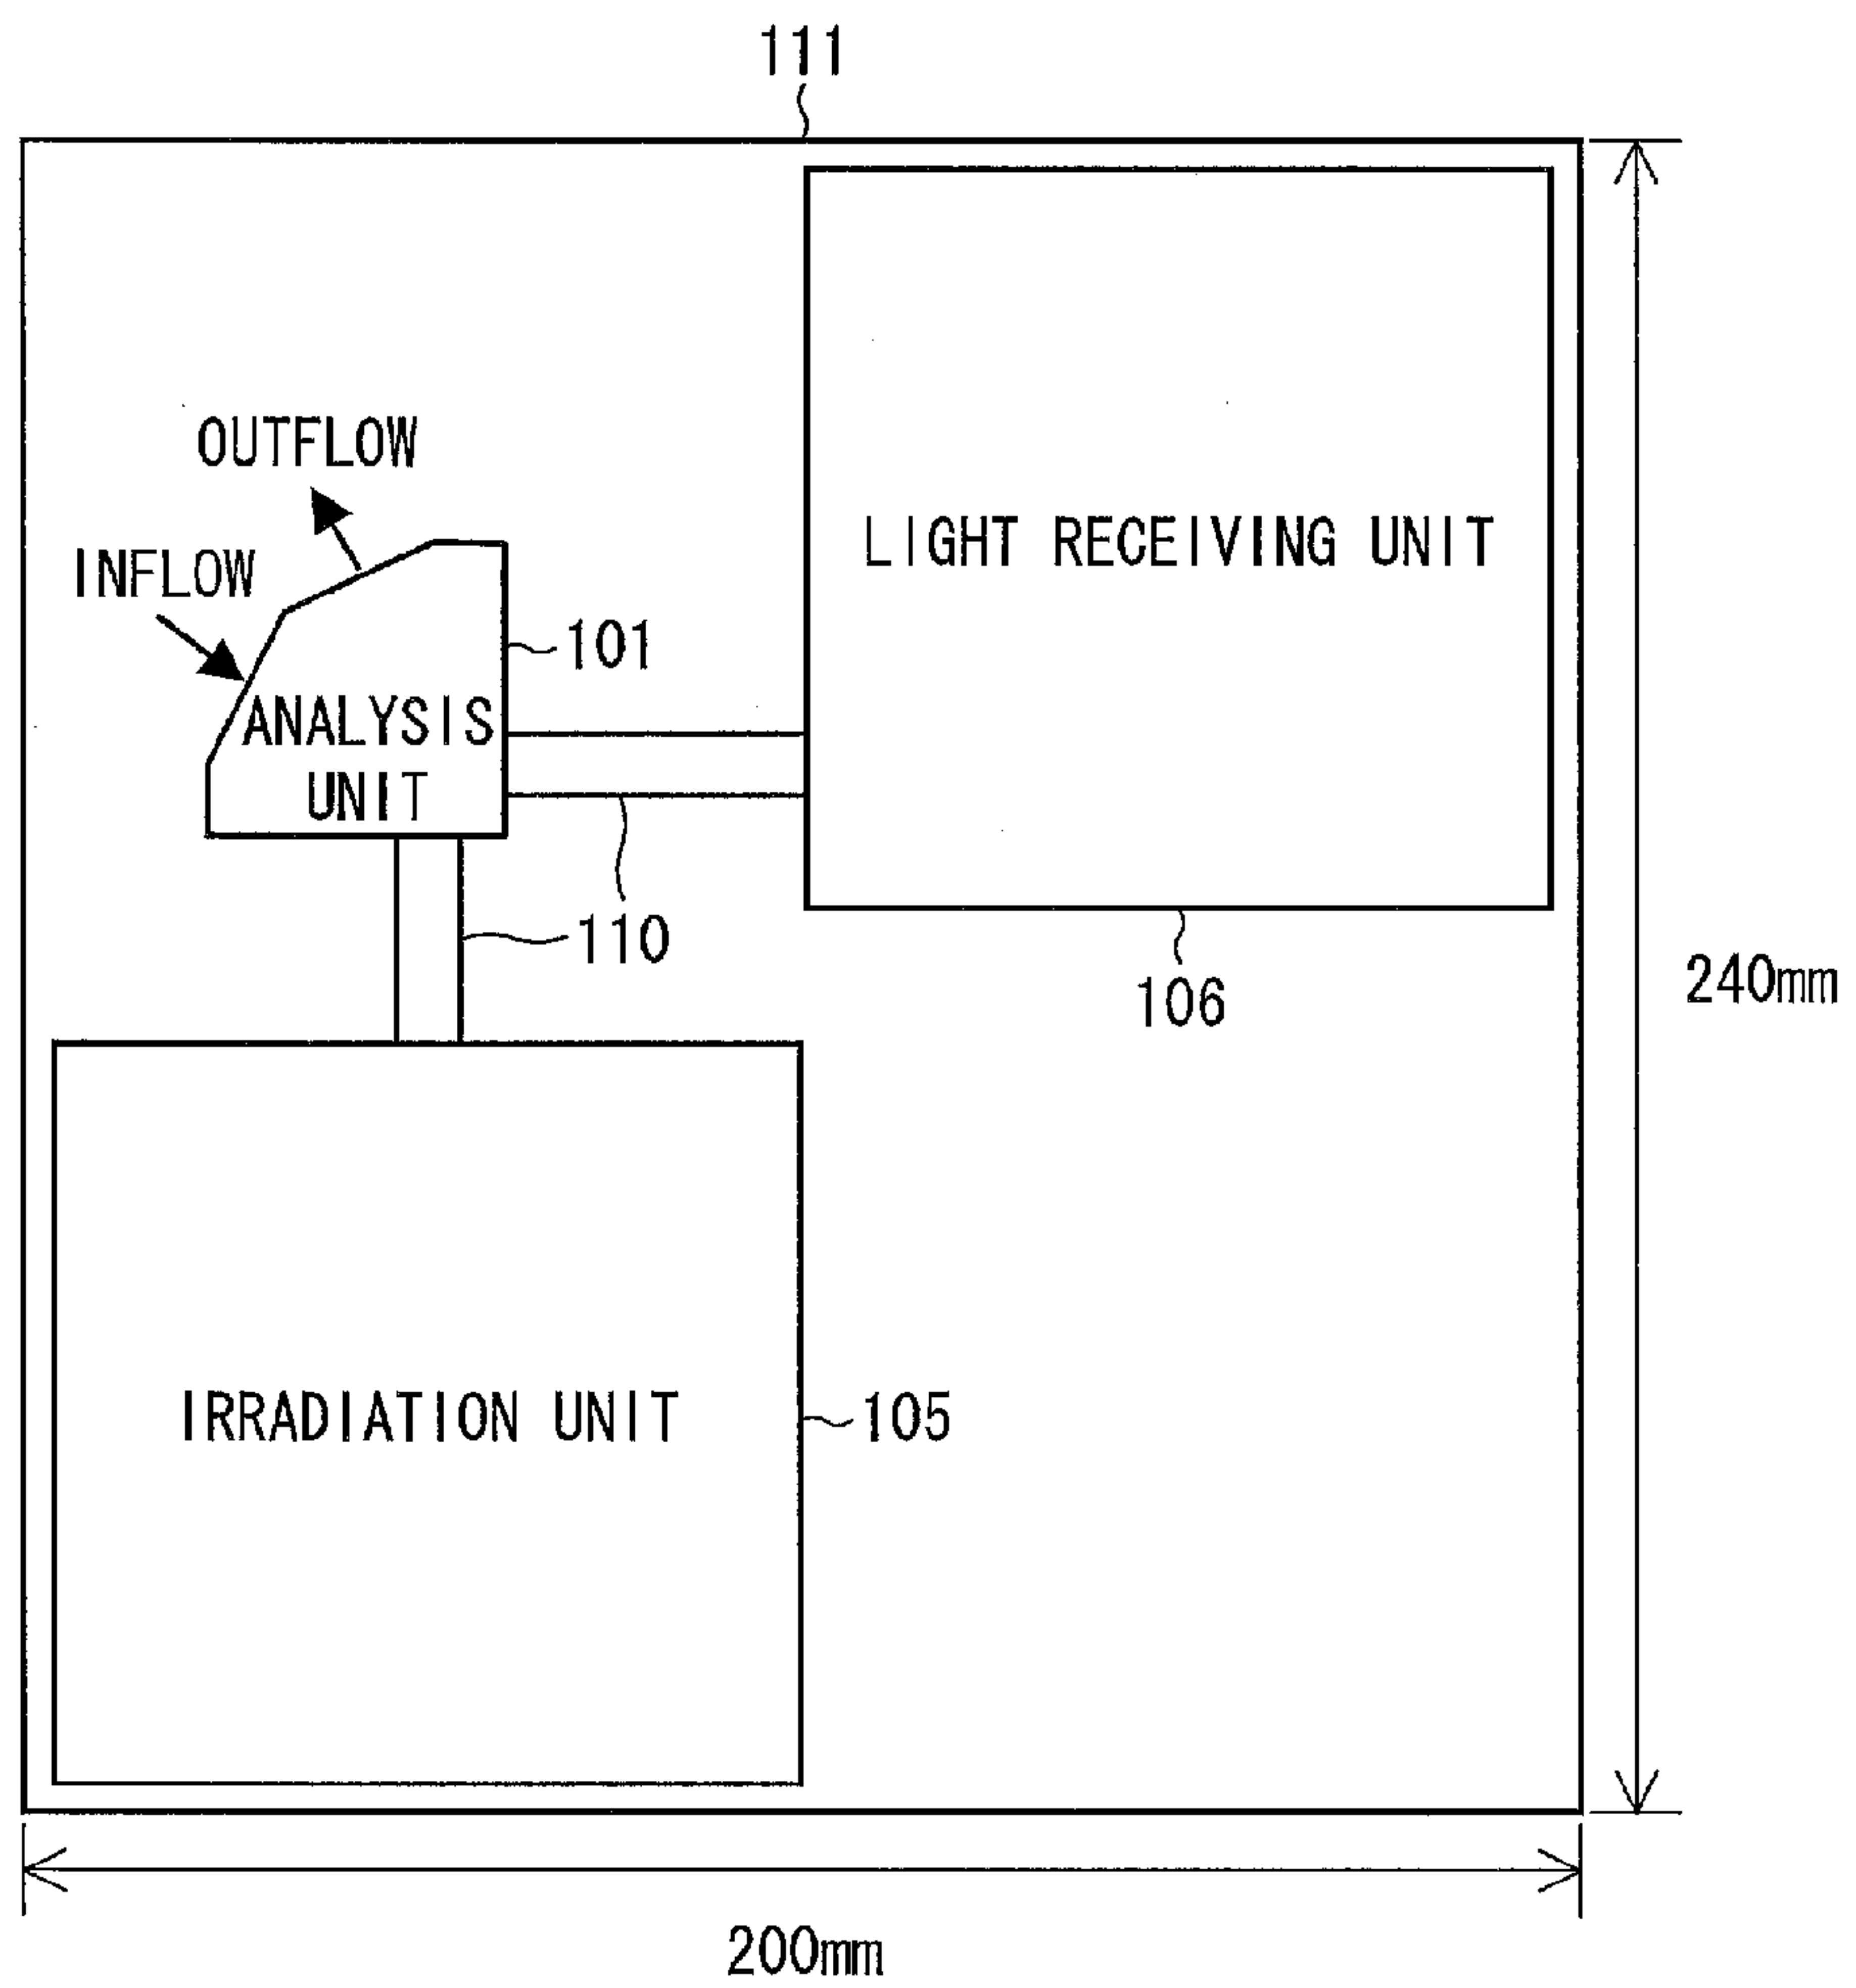 111
OUTFLOW
INFLOW
LIGHT RECEIVING UNIT
101
ANALYSIS
UNIT
110
106
240mm
IRRADIATION UNIT
105
200mm